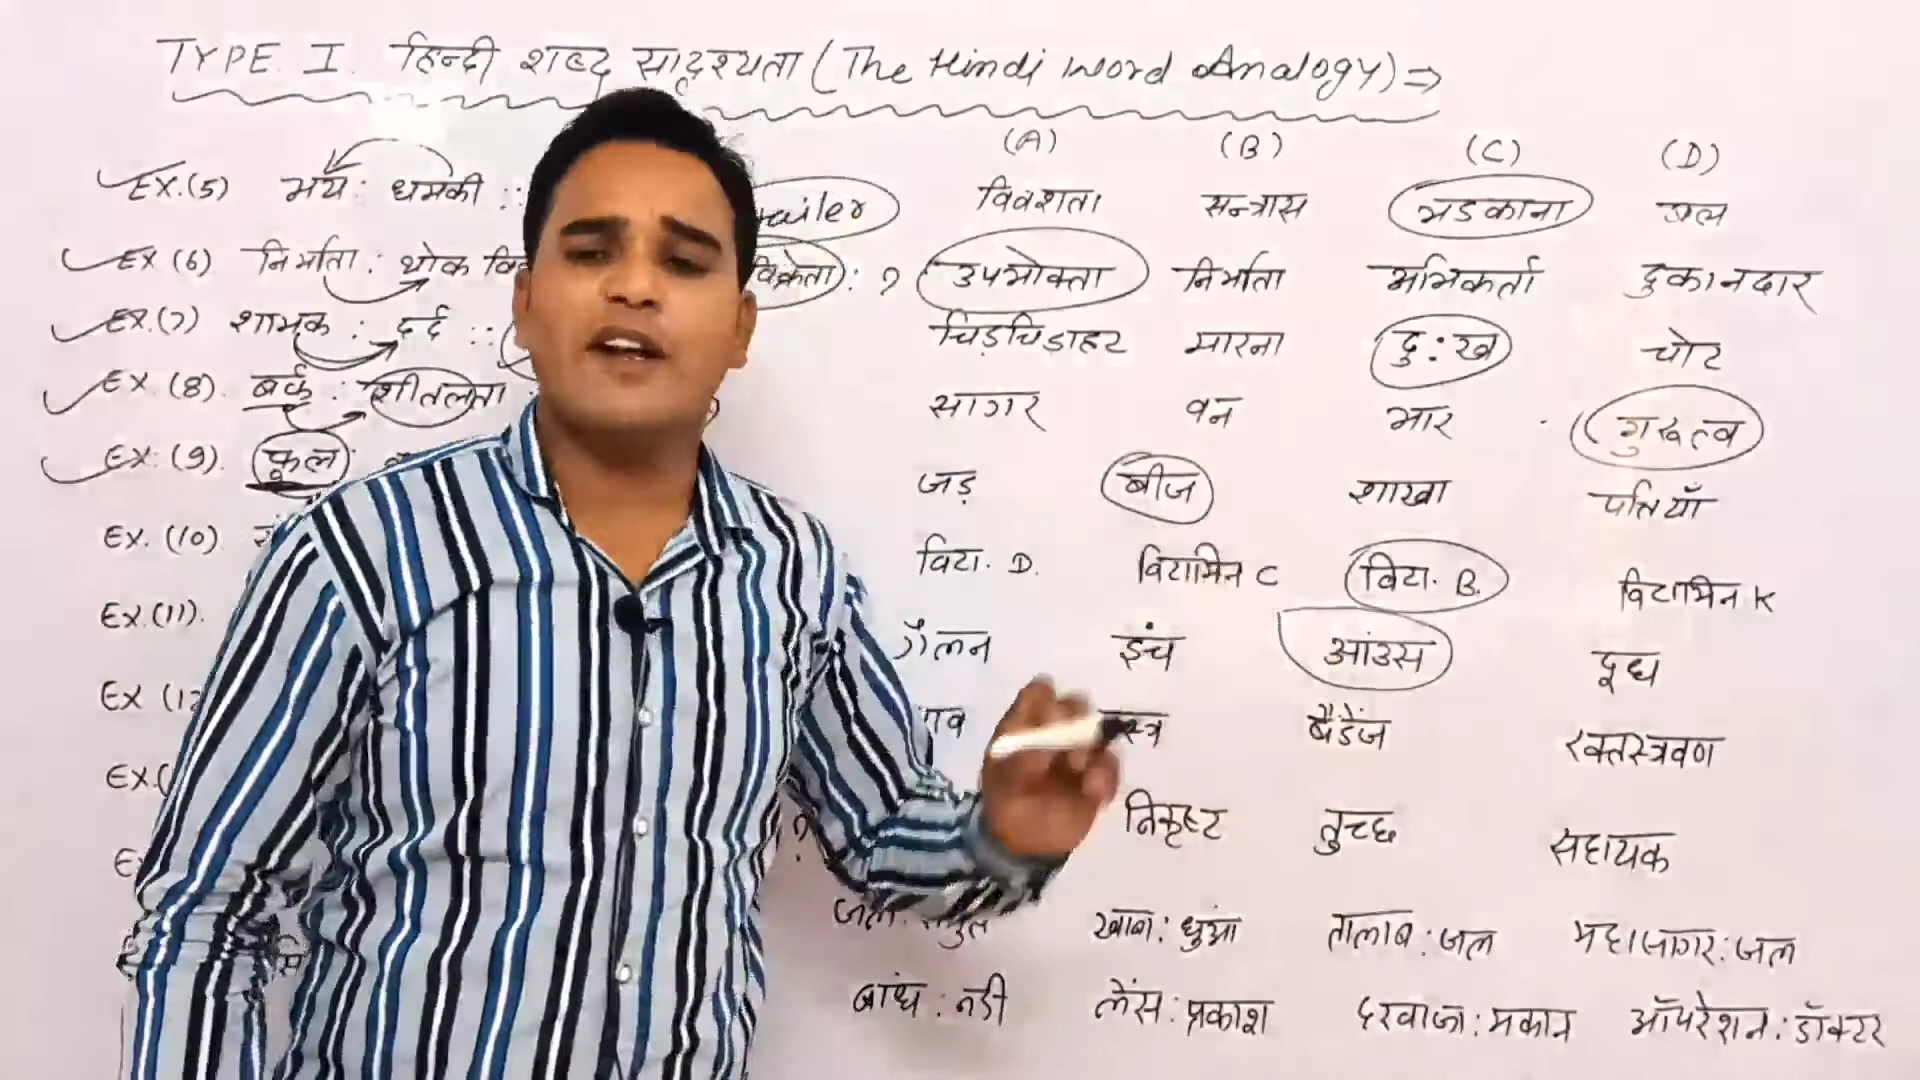 TYPE. I. हिन्दी शब्द सादृश्यता (The Hindi Word Analogy) ⇒
(A) (B) (C) (D)
EX.(5) भय : धमकी :: विवशता सन्त्रास भडकाना छल
EX (6) निर्माता : थोक विक्रेता) : ? उपभोक्ता निर्माता अभिकर्ता दुकानदार
EX.(7) शामक : दर्द :: चिड़चिडाहट मारना दु:ख चोट
EX. (8). बर्फ : शीतलता सागर वन भार गुरुत्व
EX. (9). फूल : जड़ बीज शाखा पत्तियाँ
Ex. (10) विटा. D. विटामिन C विटा. B. विटामिन K
Ex.(11). गैलन इंच आंउस दूध
Ex बैंडेंज रक्तस्त्रवण
Ex. ? निकृष्ट तुच्छ सहायक
तालाब : जल महासागर : जल
बांध : नदी लेंस : प्रकाश दरवाजा : मकान ऑपरेशन : डॉक्टर